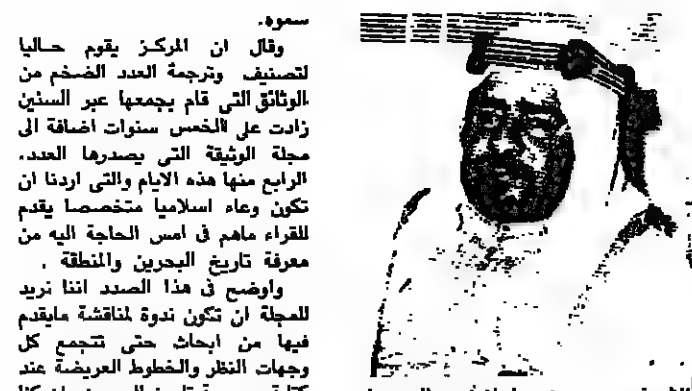 سموه.
وقال ان المركز يقوم حاليا
لتصنيف وترجمة العدد الضخم من
الوثائق التى قام بجمعها عبر السنين
زادت على الخمس سنوات اضافة الى
مجلة الوثيقة التى يصدرها العدد.
الرابع منها هذه الايام والتى اردنا ان
تكون وعاء اسلاميا متخصصا يقدم
للقراء ماهم فى امس الحاجة اليه من
معرفة تاريخ البحرين والمنطقة .
واوضح فى هذا الصدد اننا نريد
للمجلة ان تكون ندوة لمناقشة مايقدم
فيها من ابحاث حتى تتجمع كل
وجهات النظر والخطوط العريضة عند